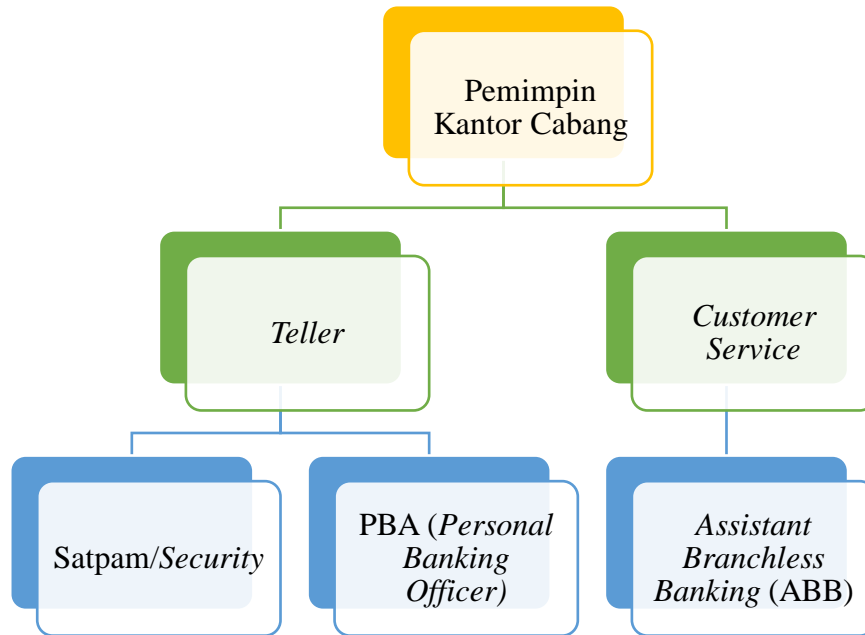 Pemimpin
Kantor Cabang
Teller
Customer
Service
Satpam/Security
PBA (Personal
Banking
Officer)
Assistant
Branchless
Banking (ABB)